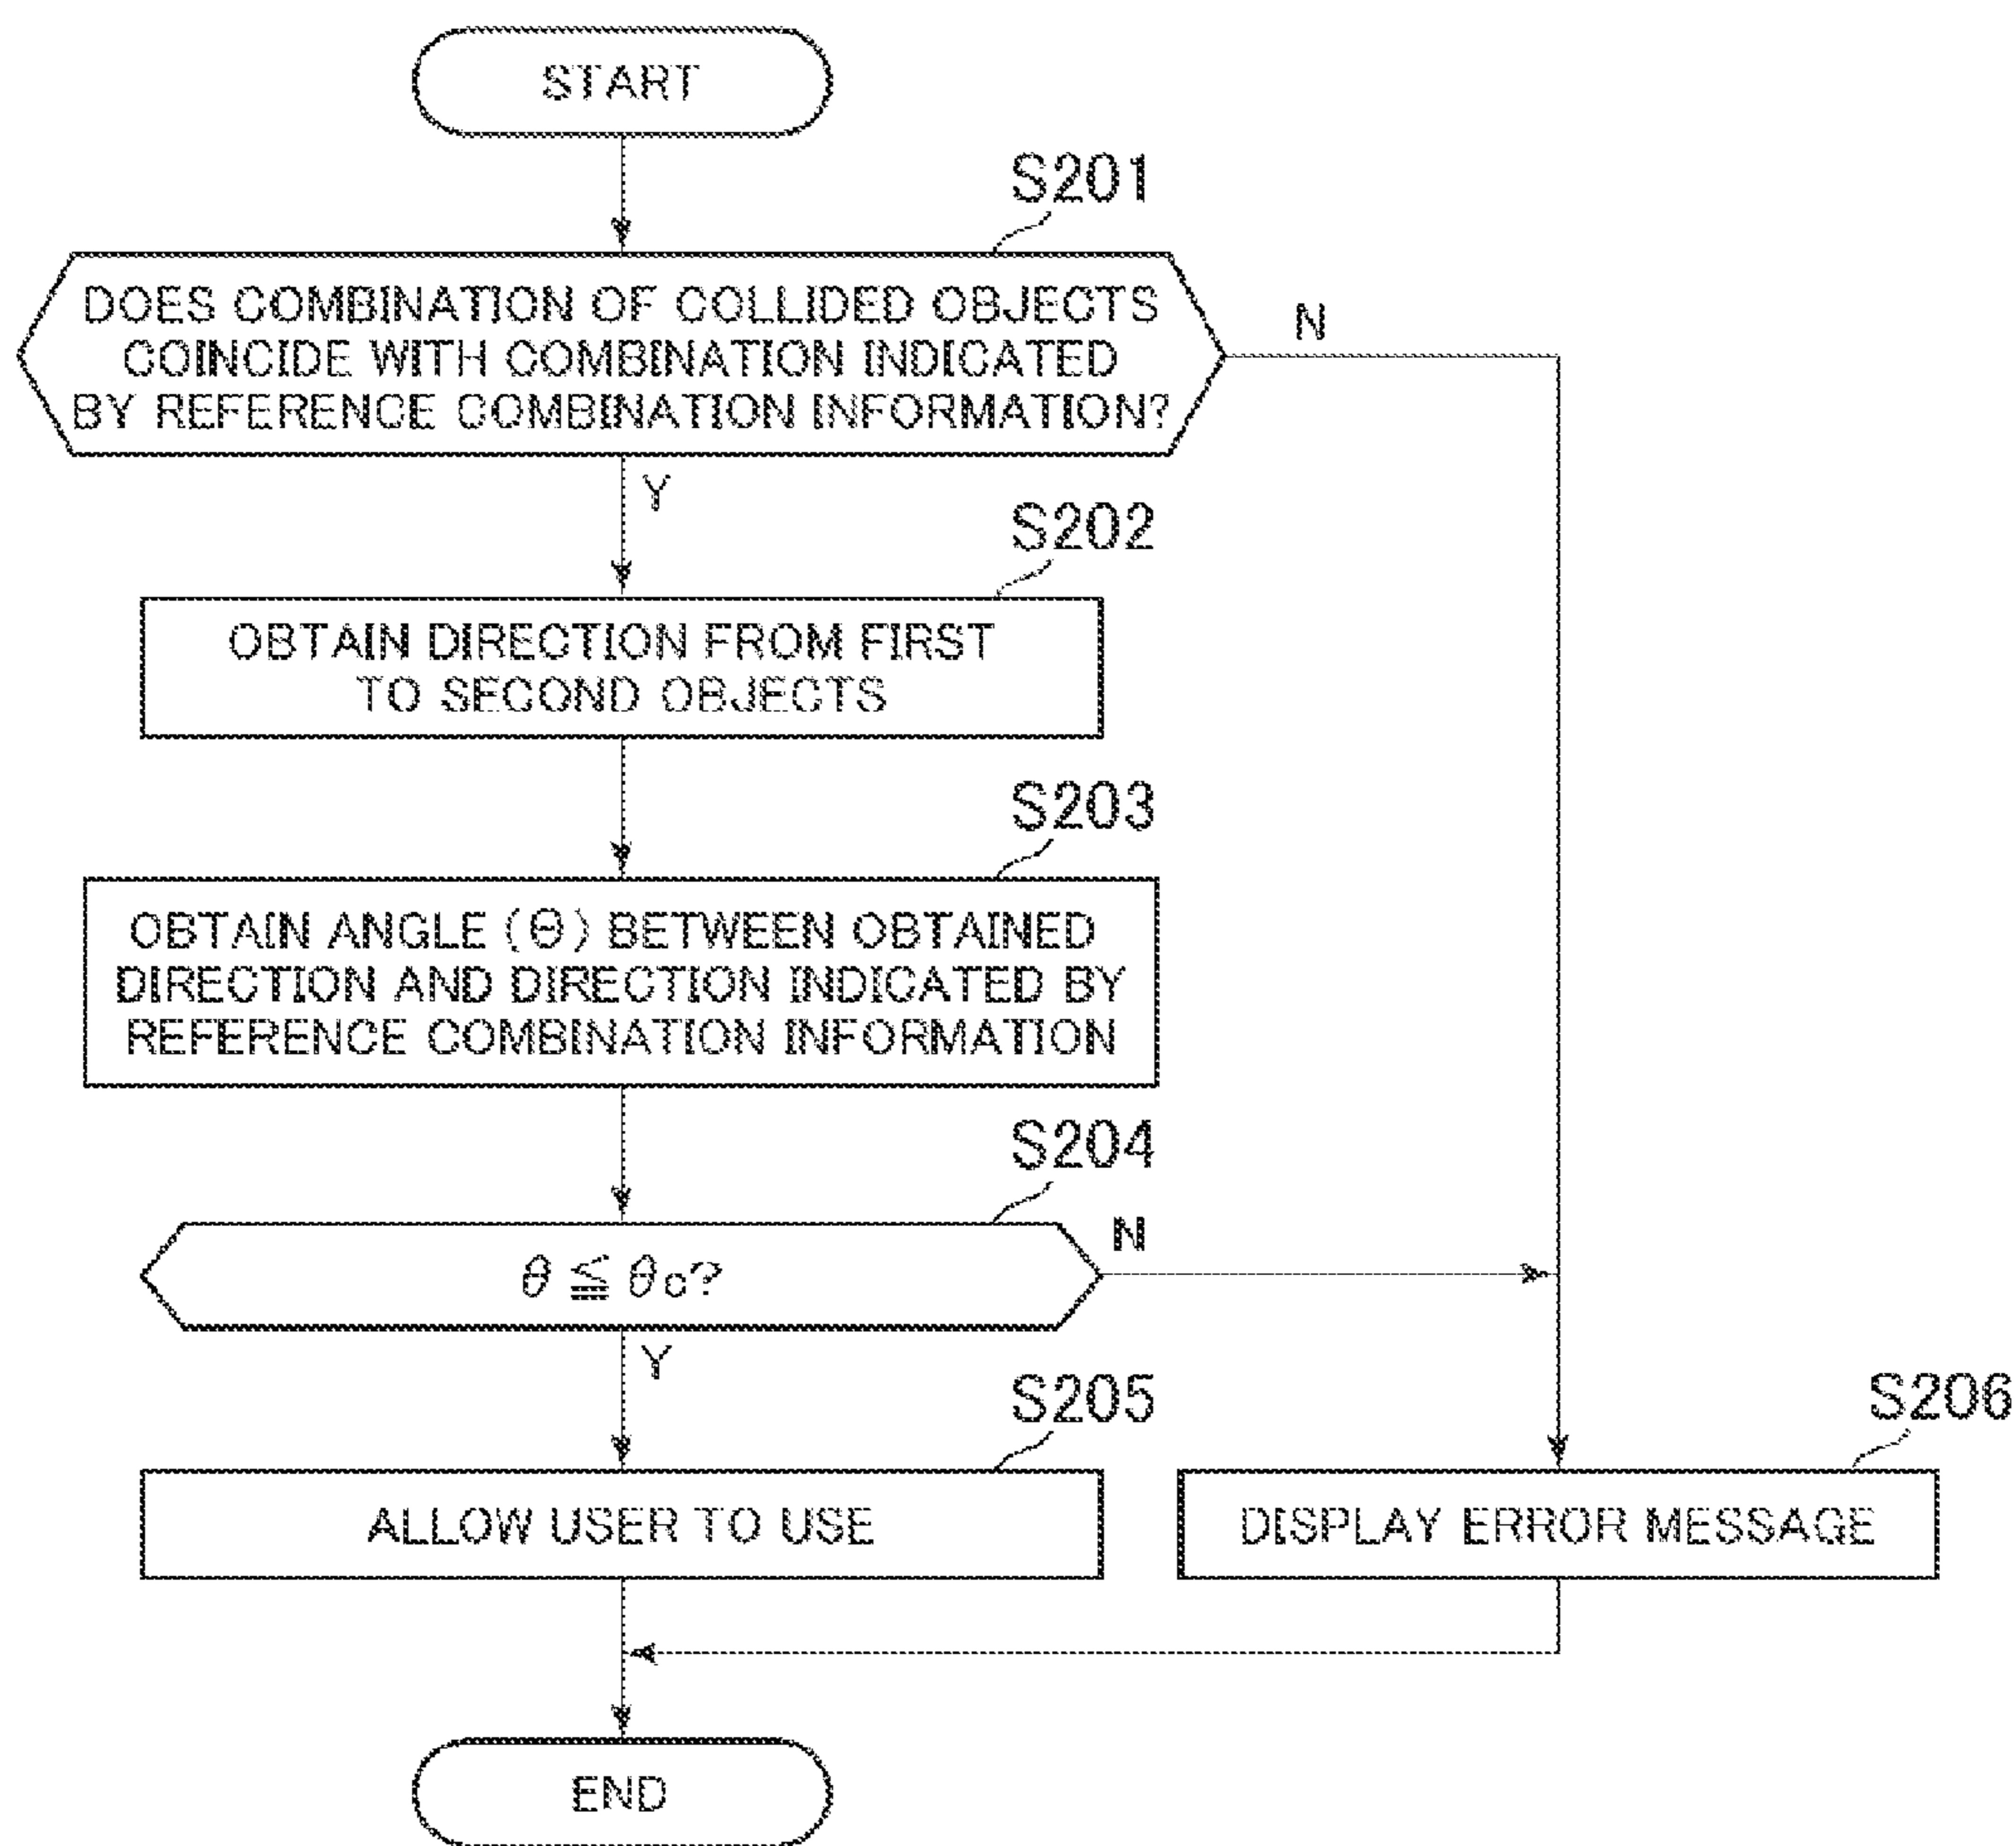 START
S201
DOES COMBINATION OF COLLIDED OBJECTS
COINCIDE WITH COMBINATION INDICATED
BY REFERENCE COMBINATION INFORMATION?
N
Y
S202
OBTAIN DIRECTION FROM FIRST
TO SECOND OBJECTS
S203
OBTAIN ANGLE (Θ) BETWEEN OBTAINED
DIRECTION AND DIRECTION INDICATED BY
REFERENCE COMBINATION INFORMATION
S204
θ ≦ θc?
N
Y
S205
ALLOW USER TO USE
S206
DISPLAY ERROR MESSAGE
END